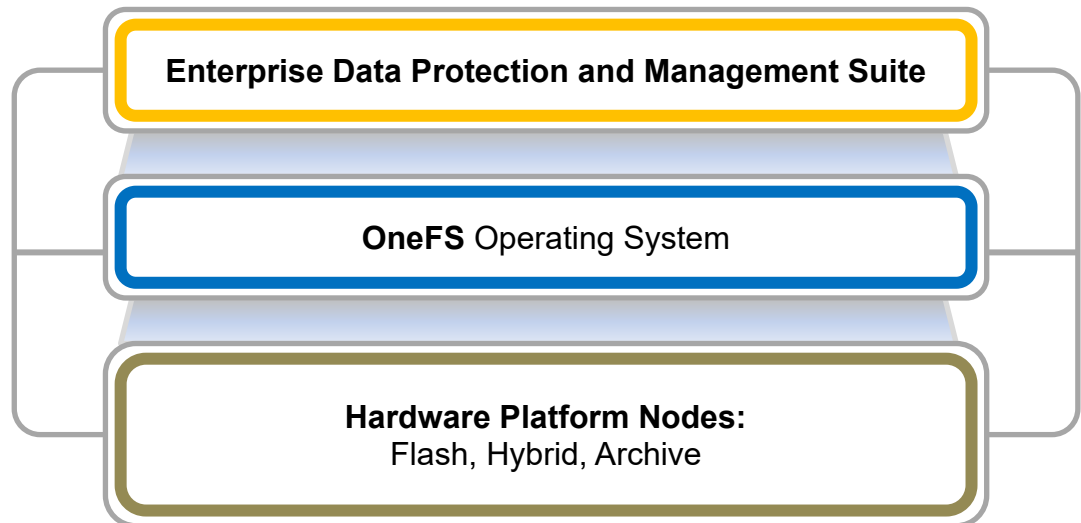 Enterprise Data Protection and Management Suite
OneFS Operating System
Hardware Platform Nodes:
Flash, Hybrid, Archive